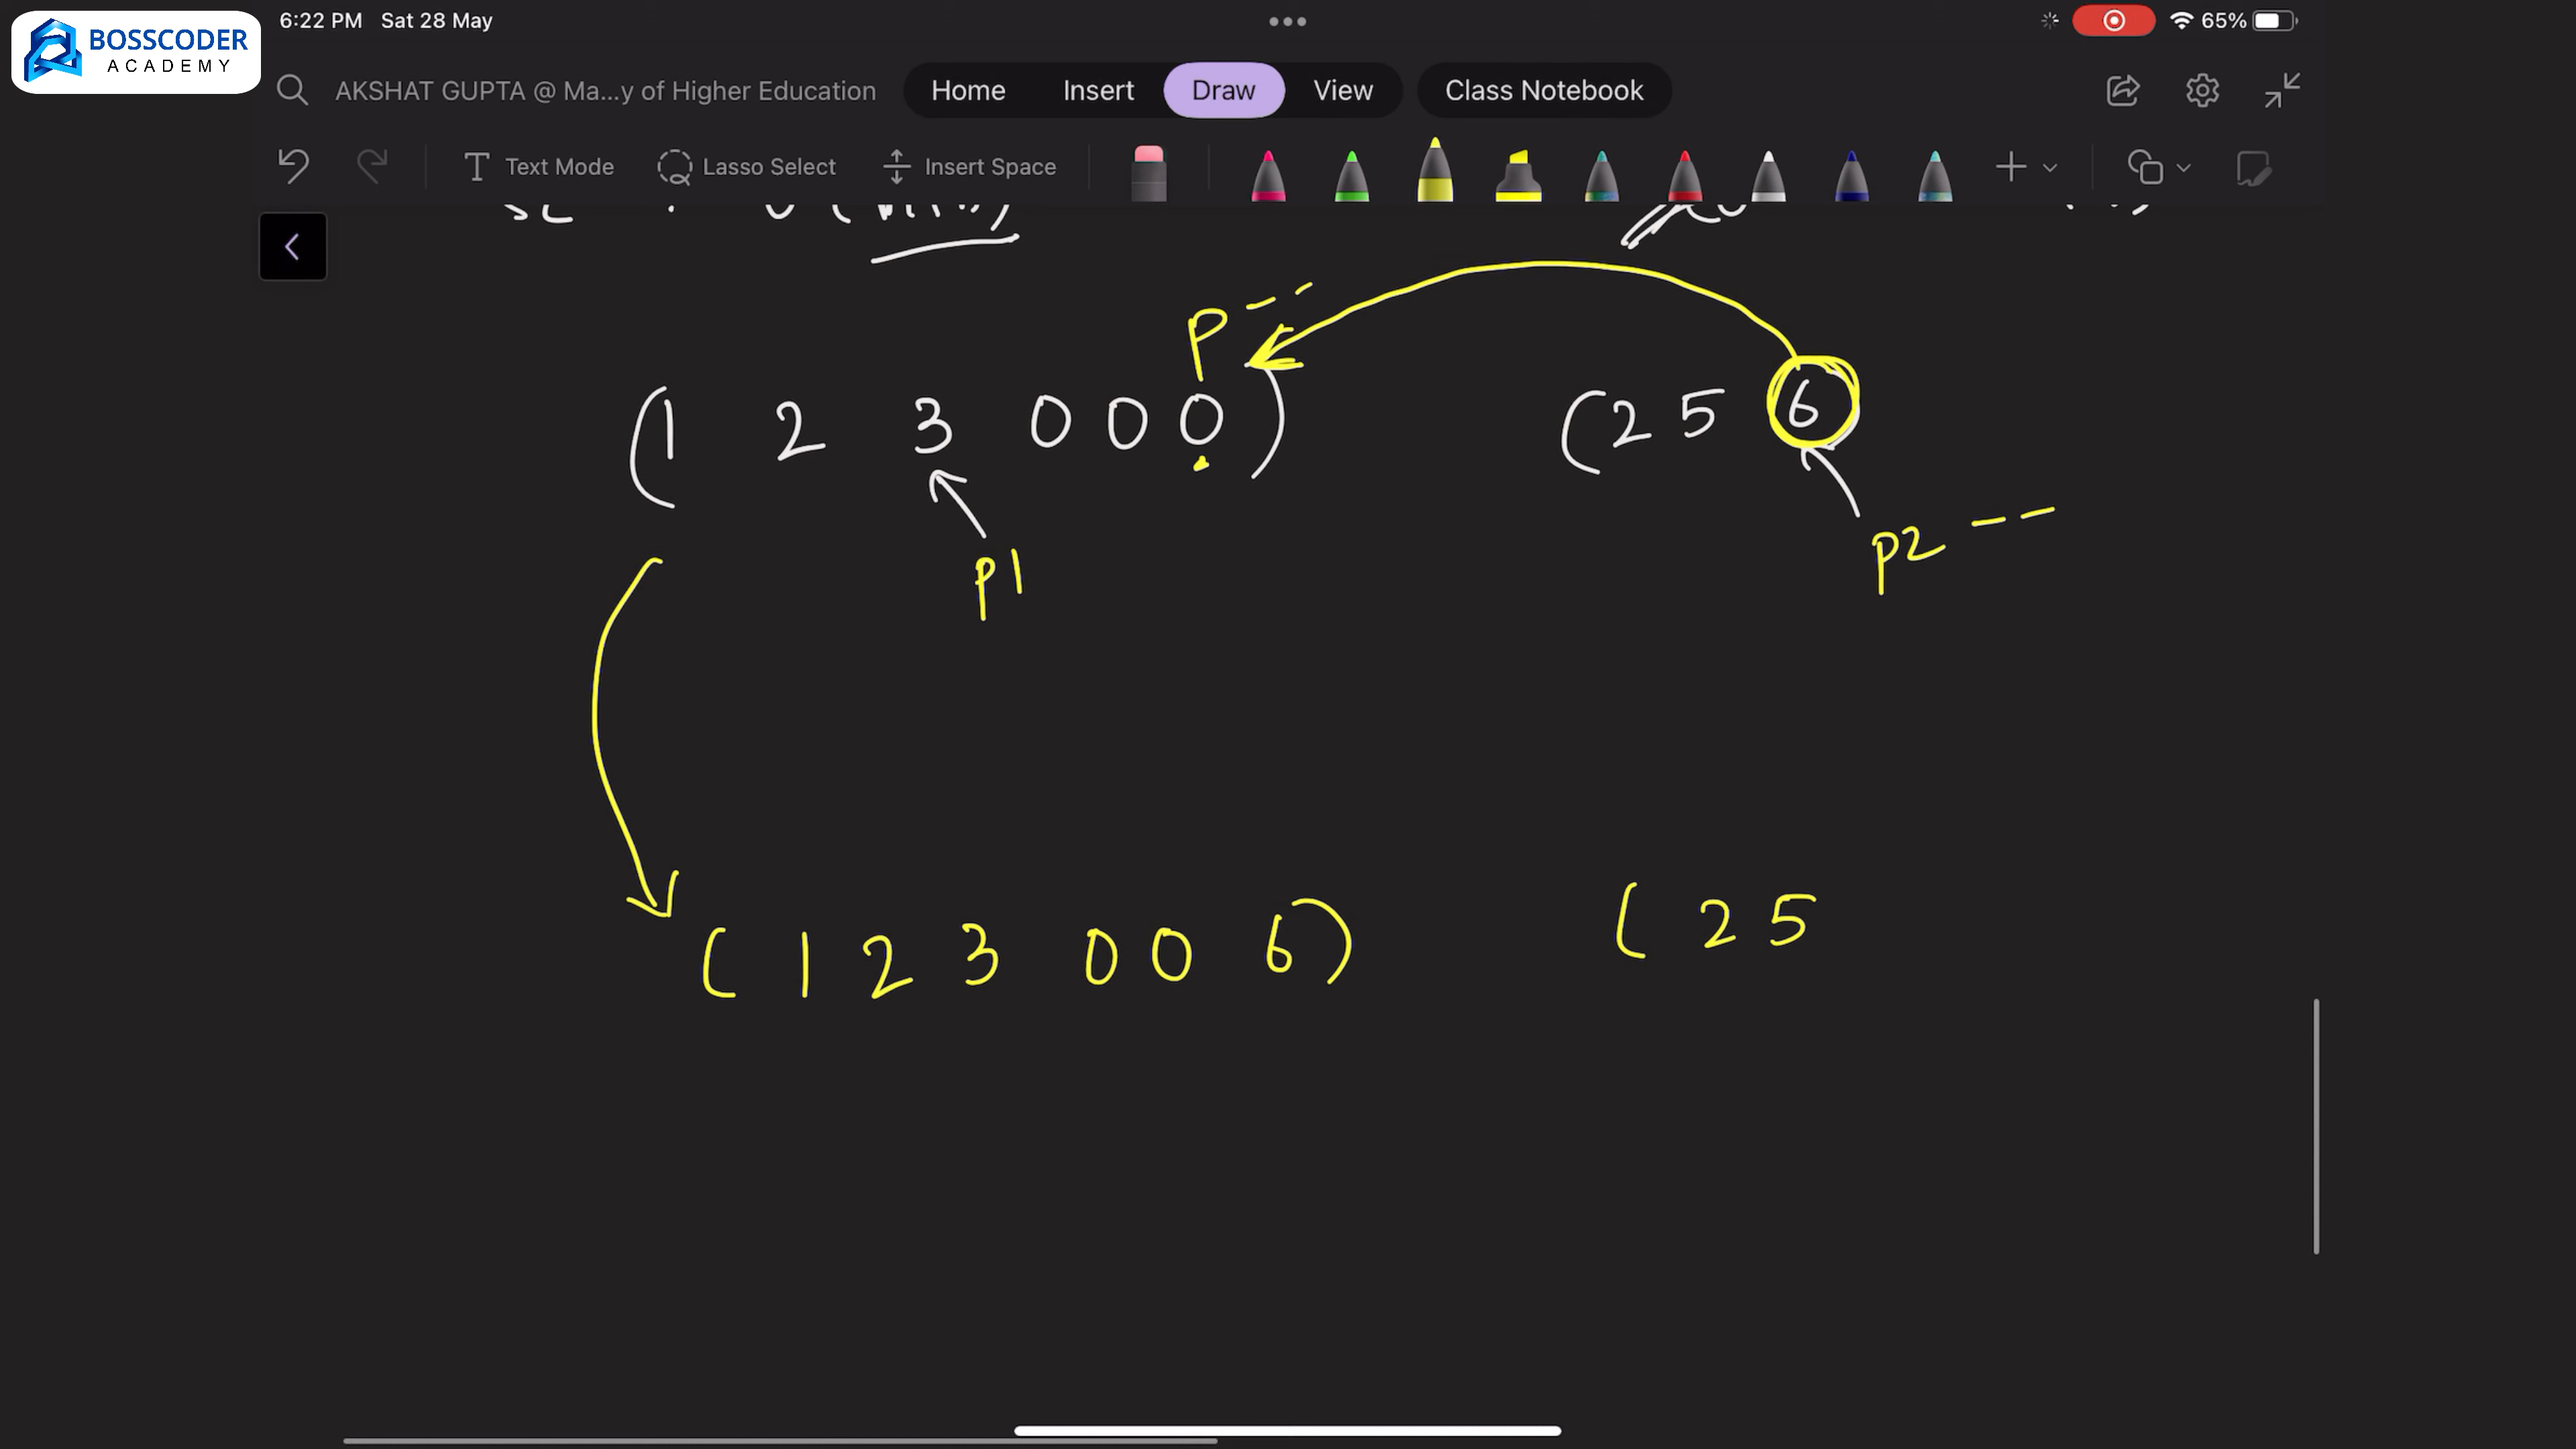 BOSSCODER
ACADEMY
6:22 PM Sat 28 May
65%
AKSHAT GUPTA @ Ma...y of Higher Education
Home Insert Draw View Class Notebook
Text Mode Lasso Select Insert Space
P--
(1 2 3 0 0 0) (2 5 6)
P1 P2 --
(1 2 3 0 0 6) (2 5